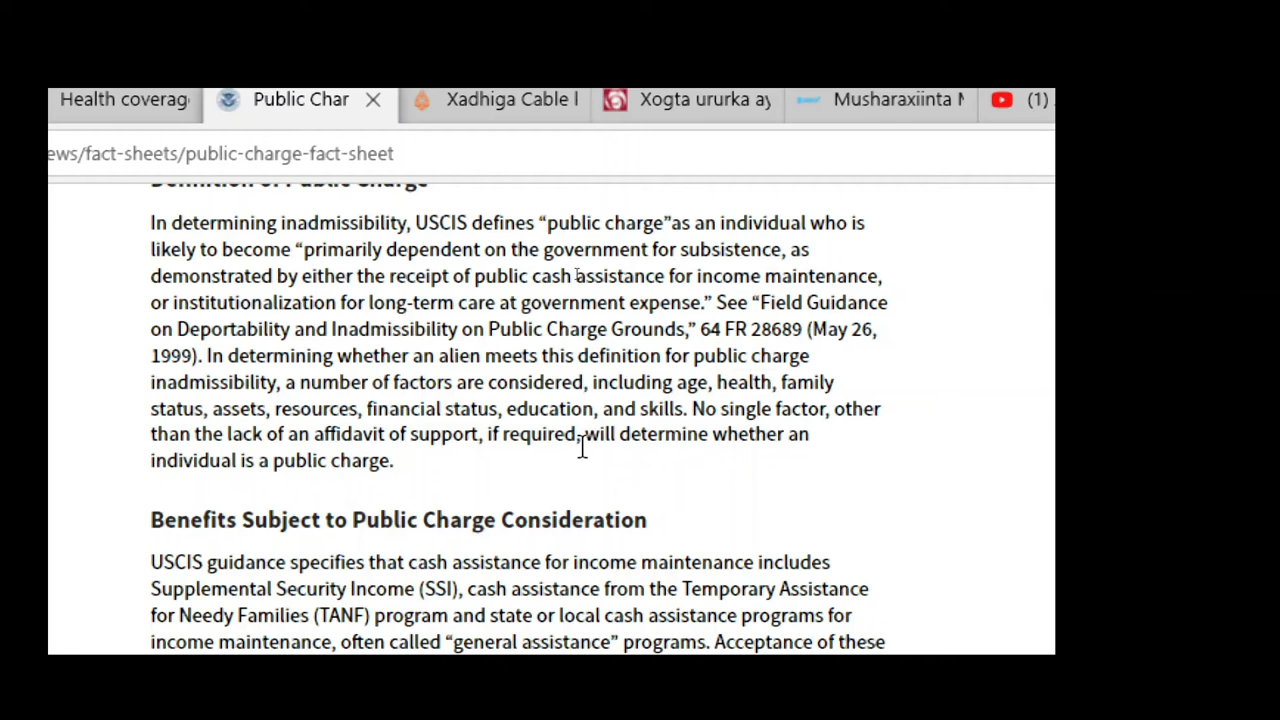 Health coverag
Public Char
Xadhiga Cable l
Xogta ururka ay
Musharaxiinta
(1)
ews/fact-sheets/public-charge-fact-sheet
Definition of Public Charge
In determining inadmissibility, USCIS defines “public charge”as an individual who is
likely to become “primarily dependent on the government for subsistence, as
demonstrated by either the receipt of public cash assistance for income maintenance,
or institutionalization for long-term care at government expense.” See “Field Guidance
on Deportability and Inadmissibility on Public Charge Grounds,” 64 FR 28689 (May 26,
1999). In determining whether an alien meets this definition for public charge
inadmissibility, a number of factors are considered, including age, health, family
status, assets, resources, financial status, education, and skills. No single factor, other
than the lack of an affidavit of support, if required, will determine whether an
individual is a public charge.
Benefits Subject to Public Charge Consideration
USCIS guidance specifies that cash assistance for income maintenance includes
Supplemental Security Income (SSI), cash assistance from the Temporary Assistance
for Needy Families (TANF) program and state or local cash assistance programs for
income maintenance, often called “general assistance” programs. Acceptance of these